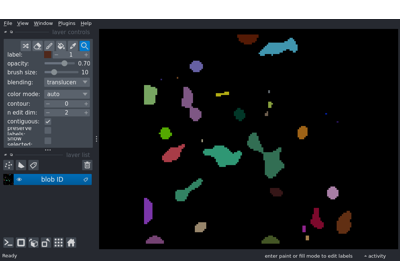 File View Window Plugins Help
layer controls
label: 1
opacity: 0.70
brush size: 10
blending: translucen
color mode: auto
contour: 0
n edit dim: 2
contiguous:
preserve
labels:
show
selected:
layer list
blob ID
Ready enter paint or fill mode to edit labels activity